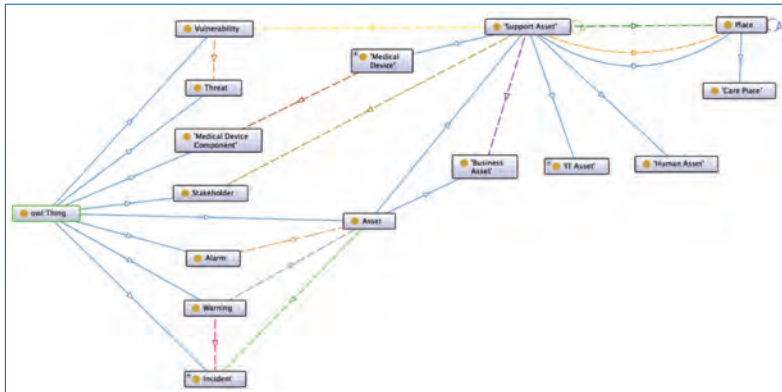 Vulnerability
'Support Asset'
Place
'Medical
Device'
Threat
'Care Place'
'Medical Device
Component'
'Business
Asset'
'IT Asset'
'Human Asset'
Stakeholder
owl:Thing
Asset
Alarm
Warning
Incident